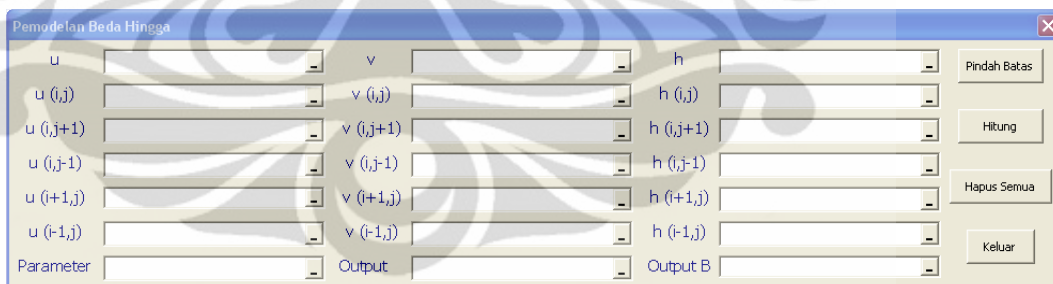 Pemodelan Beda Hingga
u v h Pindah Batas
u (i,j) v (i,j) h (i,j)
u (i,j+1) v (i,j+1) h (i,j+1) Hitung
u (i,j-1) v (i,j-1) h (i,j-1)
u (i+1,j) v (i+1,j) h (i+1,j) Hapus Semua
u (i-1,j) v (i-1,j) h (i-1,j) Keluar
Parameter Output Output B